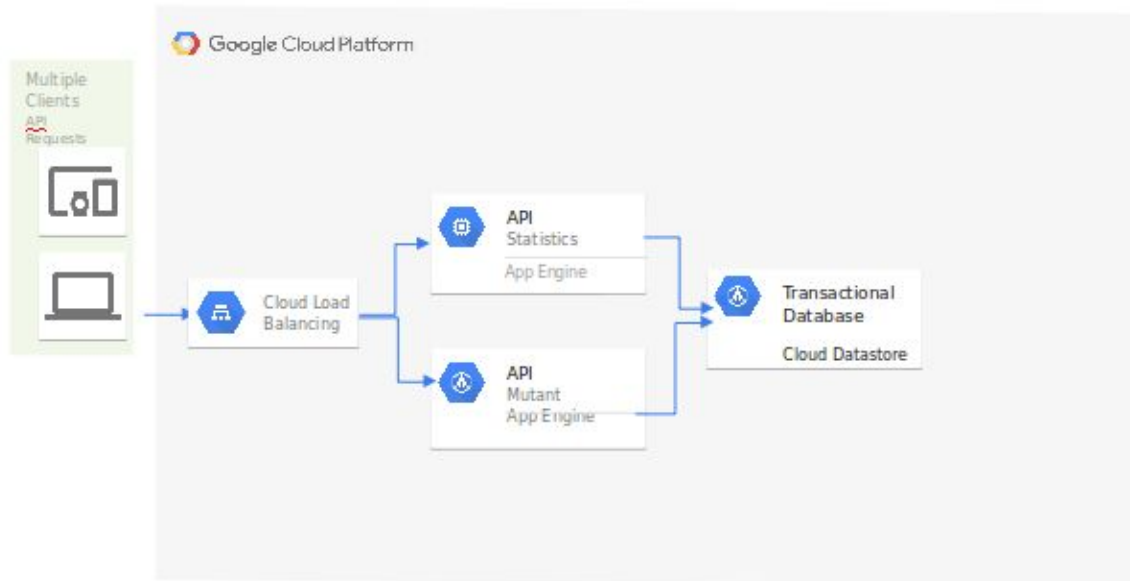 Google Cloud Platform
Multiple
Clients
API
Requests
API
Statistics
App Engine
Cloud Load
Balancing
Transactional
Database
Cloud Datastore
API
Mutant
App Engine